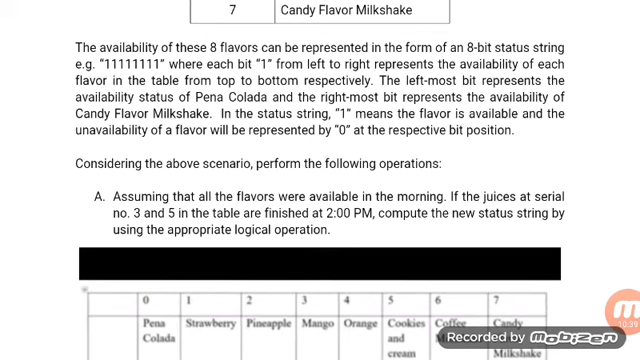 7 Candy Flavor Milkshake
The availability of these 8 flavors can be represented in the form of an 8-bit status string
e.g. “11111111” where each bit “1” from left to right represents the availability of each
flavor in the table from top to bottom respectively. The left-most bit represents the
availability status of Pena Colada and the right-most bit represents the availability of
Candy Flavor Milkshake. In the status string, “1” means the flavor is available and the
unavailability of a flavor will be represented by “0” at the respective bit position.
Considering the above scenario, perform the following operations:
A. Assuming that all the flavors were available in the morning. If the juices at serial
no. 3 and 5 in the table are finished at 2:00 PM, compute the new status string by
using the appropriate logical operation.
0 1 2 3 4 5 6 7
Pena Strawberry Pineapple Mango Orange Cookies Coffee Candy
Colada and
cream Milkshake
Recorded by mobizen
10:39